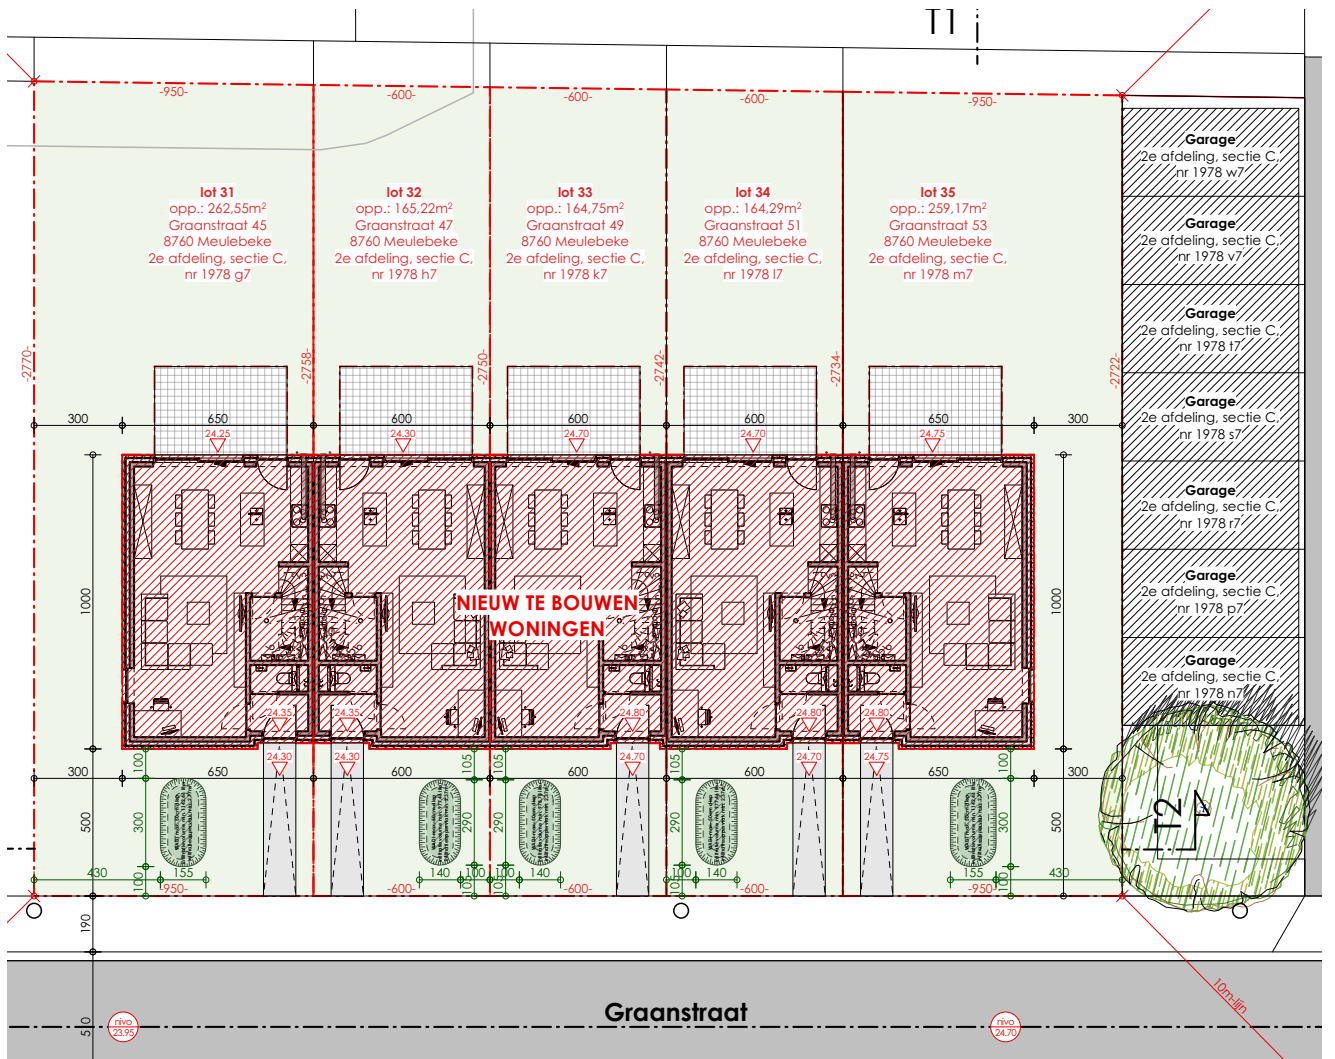 T1
-950-
-600-
-600-
-600-
-950-
lot 31
opp.: 262,55m²
Graanstraat 45
8760 Meulebeke
2e afdeling, sectie C,
nr 1978 g7
lot 32
opp.: 165,22m²
Graanstraat 47
8760 Meulebeke
2e afdeling, sectie C,
nr 1978 h7
lot 33
opp.: 164,75m²
Graanstraat 49
8760 Meulebeke
2e afdeling, sectie C,
nr 1978 k7
lot 34
opp.: 164,29m²
Graanstraat 51
8760 Meulebeke
2e afdeling, sectie C,
nr 1978 l7
lot 35
opp.: 259,17m²
Graanstraat 53
8760 Meulebeke
2e afdeling, sectie C,
nr 1978 m7
Garage
2e afdeling, sectie C,
nr 1978 w7
Garage
2e afdeling, sectie C,
nr 1978 v7
Garage
2e afdeling, sectie C,
nr 1978 t7
Garage
2e afdeling, sectie C,
nr 1978 s7
Garage
2e afdeling, sectie C,
nr 1978 r7
Garage
2e afdeling, sectie C,
nr 1978 p7
Garage
2e afdeling, sectie C,
nr 1978 n7
-2770-
-2758-
-2750-
-2742-
-2734-
-2722-
300
650
600
600
600
650
300
24.25
24.30
24.70
24.70
24.75
1000
1000
NIEUW TE BOUWEN
WONINGEN
24.35
24.35
24.80
24.80
24.80
24.30
24.30
24.70
24.70
24.75
100
105
105
105
100
300
650
600
600
600
650
300
500
300
290
290
290
300
500
T2
430
155
140
100
100
140
100
140
155
430
100
105
105
105
100
-950-
-600-
-600-
-600-
-950-
190
510
Graanstraat
nivo
23.95
nivo
24.70
10m-lijn